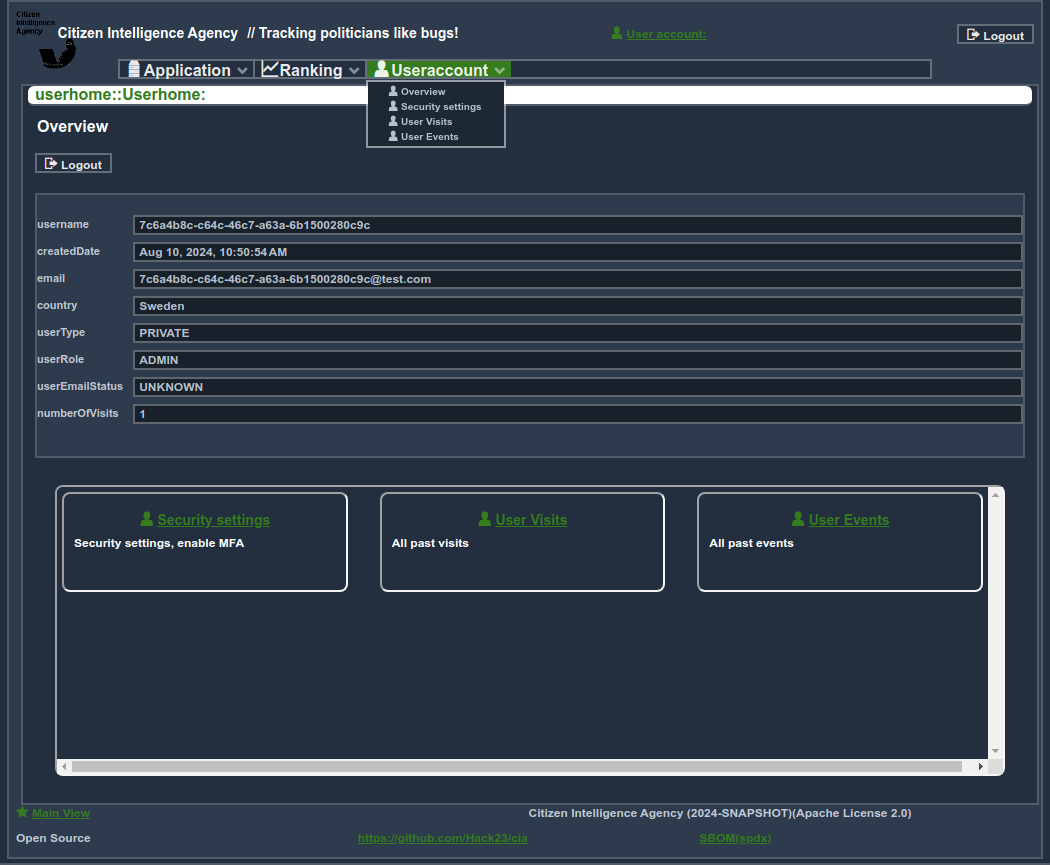 Citizen
Intelligence
Agency
Citizen Intelligence Agency // Tracking politicians like bugs!
User account:
Logout
Application Ranking Useraccount
Overview
Security settings
User Visits
User Events
userhome::Userhome:
Overview
Logout
username 7c6a4b8c-c64c-46c7-a63a-6b1500280c9c
createdDate Aug 10, 2024, 10:50:54 AM
email 7c6a4b8c-c64c-46c7-a63a-6b1500280c9c@test.com
country Sweden
userType PRIVATE
userRole ADMIN
userEmailStatus UNKNOWN
numberOfVisits 1
Security settings
Security settings, enable MFA
User Visits
All past visits
User Events
All past events
Main View Citizen Intelligence Agency (2024-SNAPSHOT)(Apache License 2.0)
Open Source https://github.com/Hack23/cia SBOM(spdx)